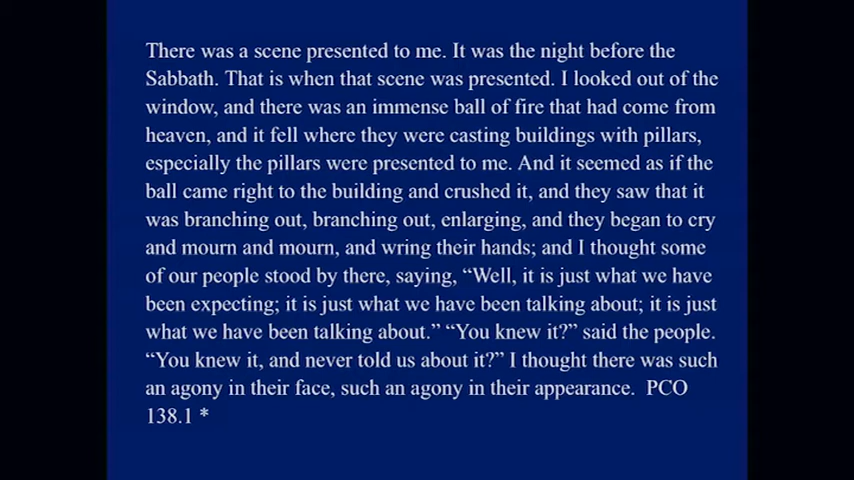 There was a scene presented to me. It was the night before the
Sabbath. That is when that scene was presented. I looked out of the
window, and there was an immense ball of fire that had come from
heaven, and it fell where they were casting buildings with pillars,
especially the pillars were presented to me. And it seemed as if the
ball came right to the building and crushed it, and they saw that it
was branching out, branching out, enlarging, and they began to cry
and mourn and mourn, and wring their hands; and I thought some
of our people stood by there, saying, “Well, it is just what we have
been expecting; it is just what we have been talking about; it is just
what we have been talking about.” “You knew it?” said the people.
“You knew it, and never told us about it?” I thought there was such
an agony in their face, such an agony in their appearance. PCO
138.1 *